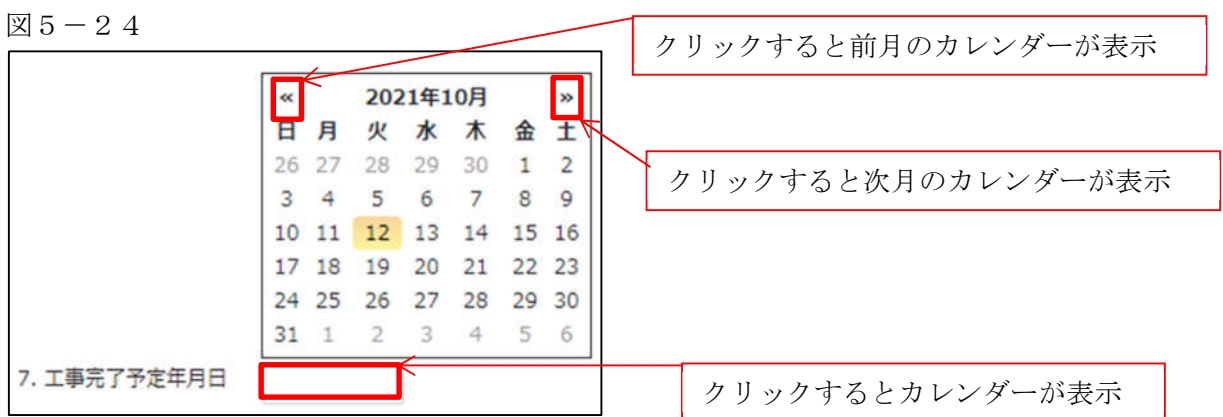 図5-24
クリックすると前月のカレンダーが表示
« 2021年10月 »
日 月 火 水 木 金 土
26 27 28 29 30 1 2
クリックすると次月のカレンダーが表示
3 4 5 6 7 8 9
10 11 12 13 14 15 16
17 18 19 20 21 22 23
24 25 26 27 28 29 30
31 1 2 3 4 5 6
7. 工事完了予定年月日
クリックするとカレンダーが表示